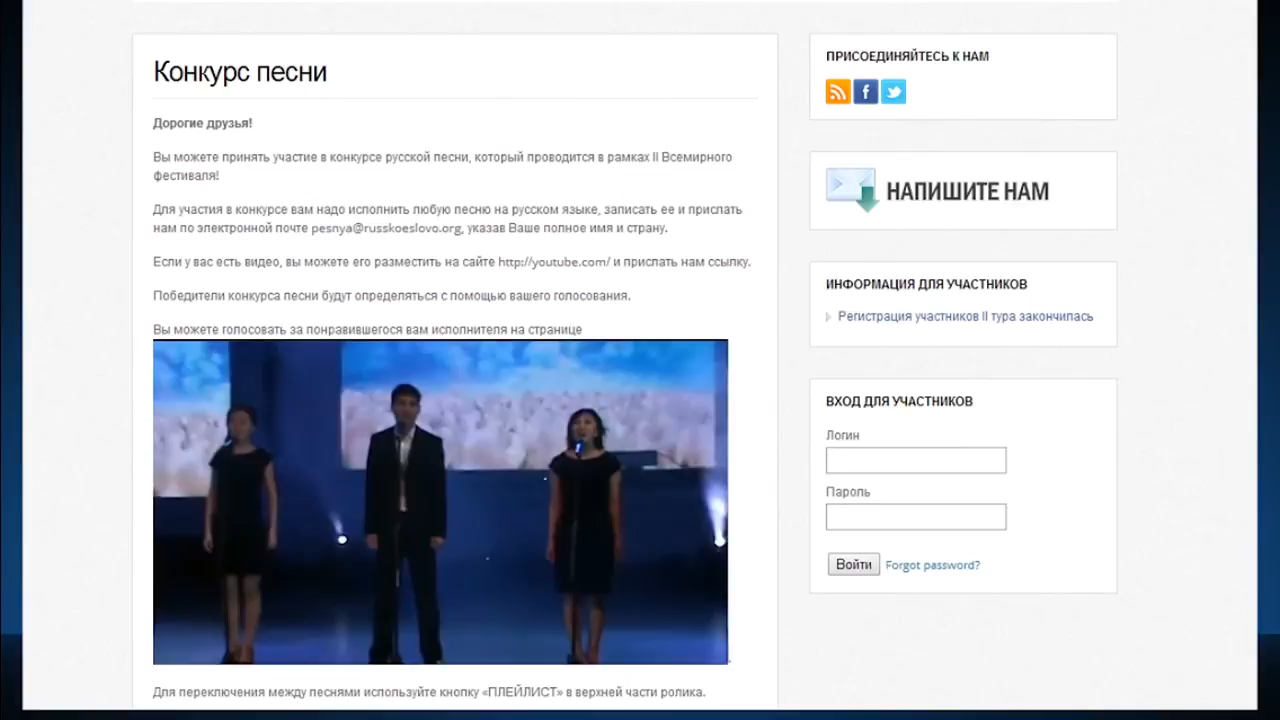 Конкурс песни
Дорогие друзья!
Вы можете принять участие в конкурсе русской песни, который проводится в рамках II Всемирного
фестиваля!
Для участия в конкурсе вам надо исполнить любую песню на русском языке, записать ее и прислать
нам по электронной почте pesnya@russkoeslovo.org, указав Ваше полное имя и страну.
Если у вас есть видео, вы можете его разместить на сайте http://youtube.com/ и прислать нам ссылку.
Победители конкурса песни будут определяться с помощью вашего голосования.
Вы можете голосовать за понравившегося вам исполнителя на странице
Для переключения между песнями используйте кнопку «ПЛЕЙЛИСТ» в верхней части ролика.
ПРИСОЕДИНЯЙТЕСЬ К НАМ
НАПИШИТЕ НАМ
ИНФОРМАЦИЯ ДЛЯ УЧАСТНИКОВ
Регистрация участников II тура закончилась
ВХОД ДЛЯ УЧАСТНИКОВ
Логин
Пароль
Войти Forgot password?